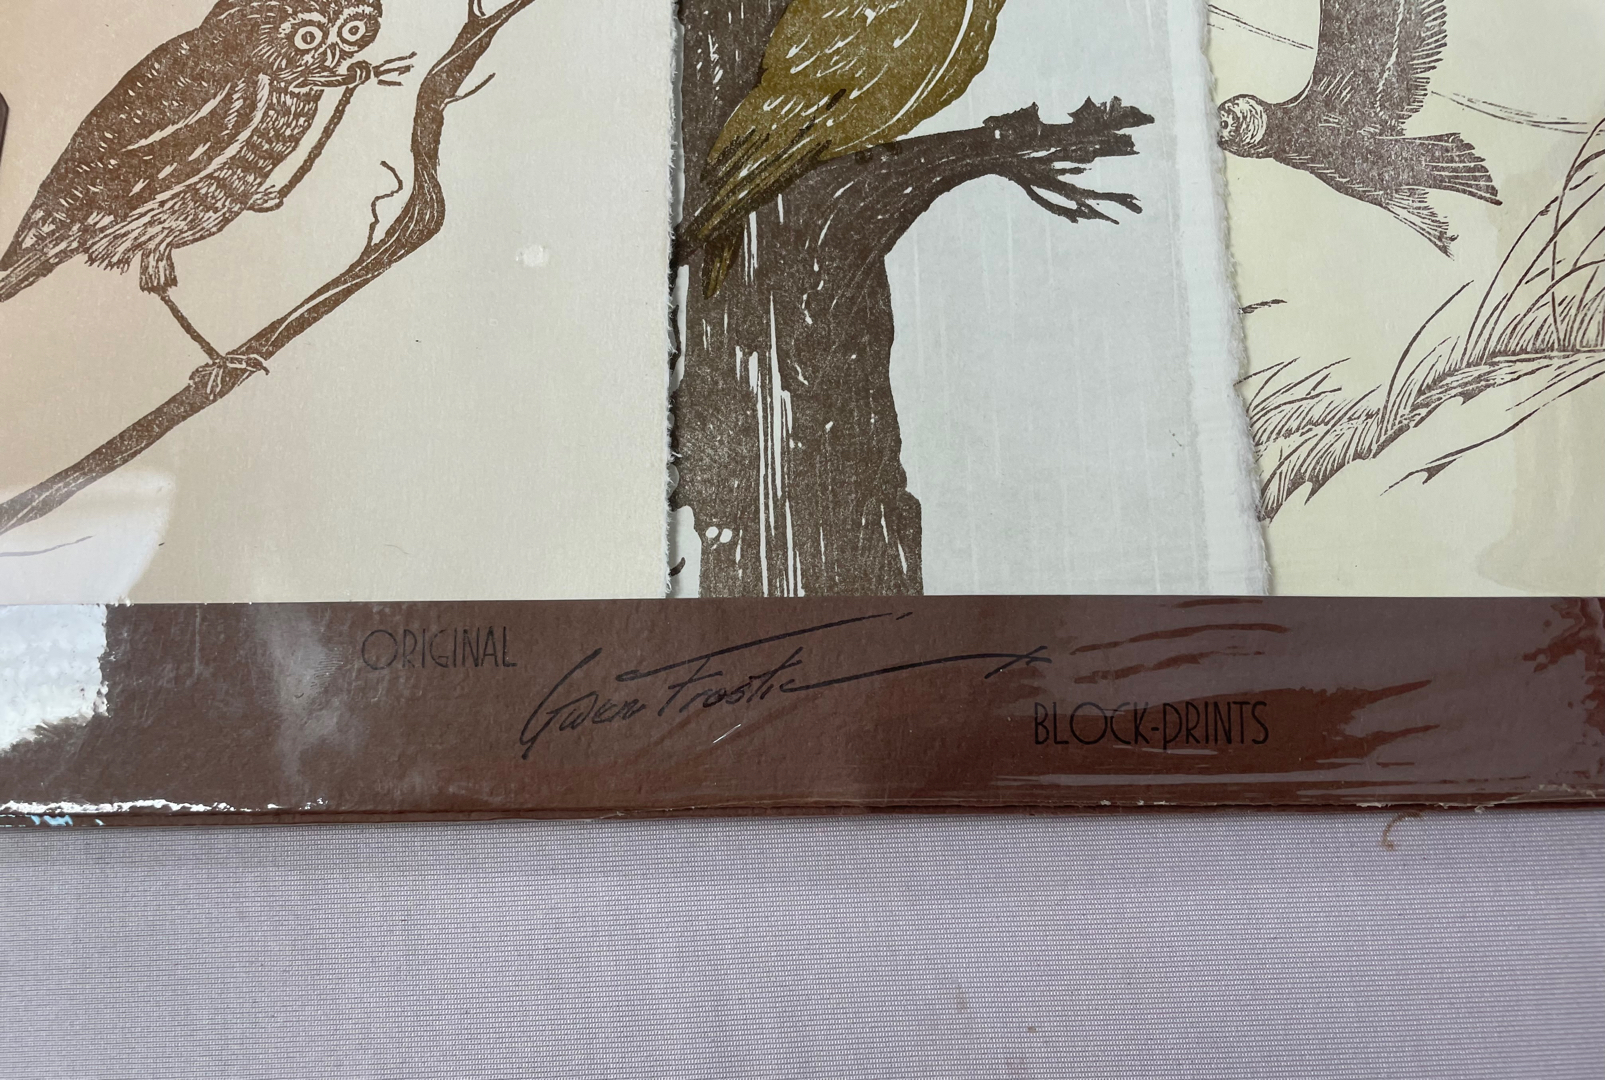 ORIGINAL
Gwen Frostic
BLOCK-PRINTS